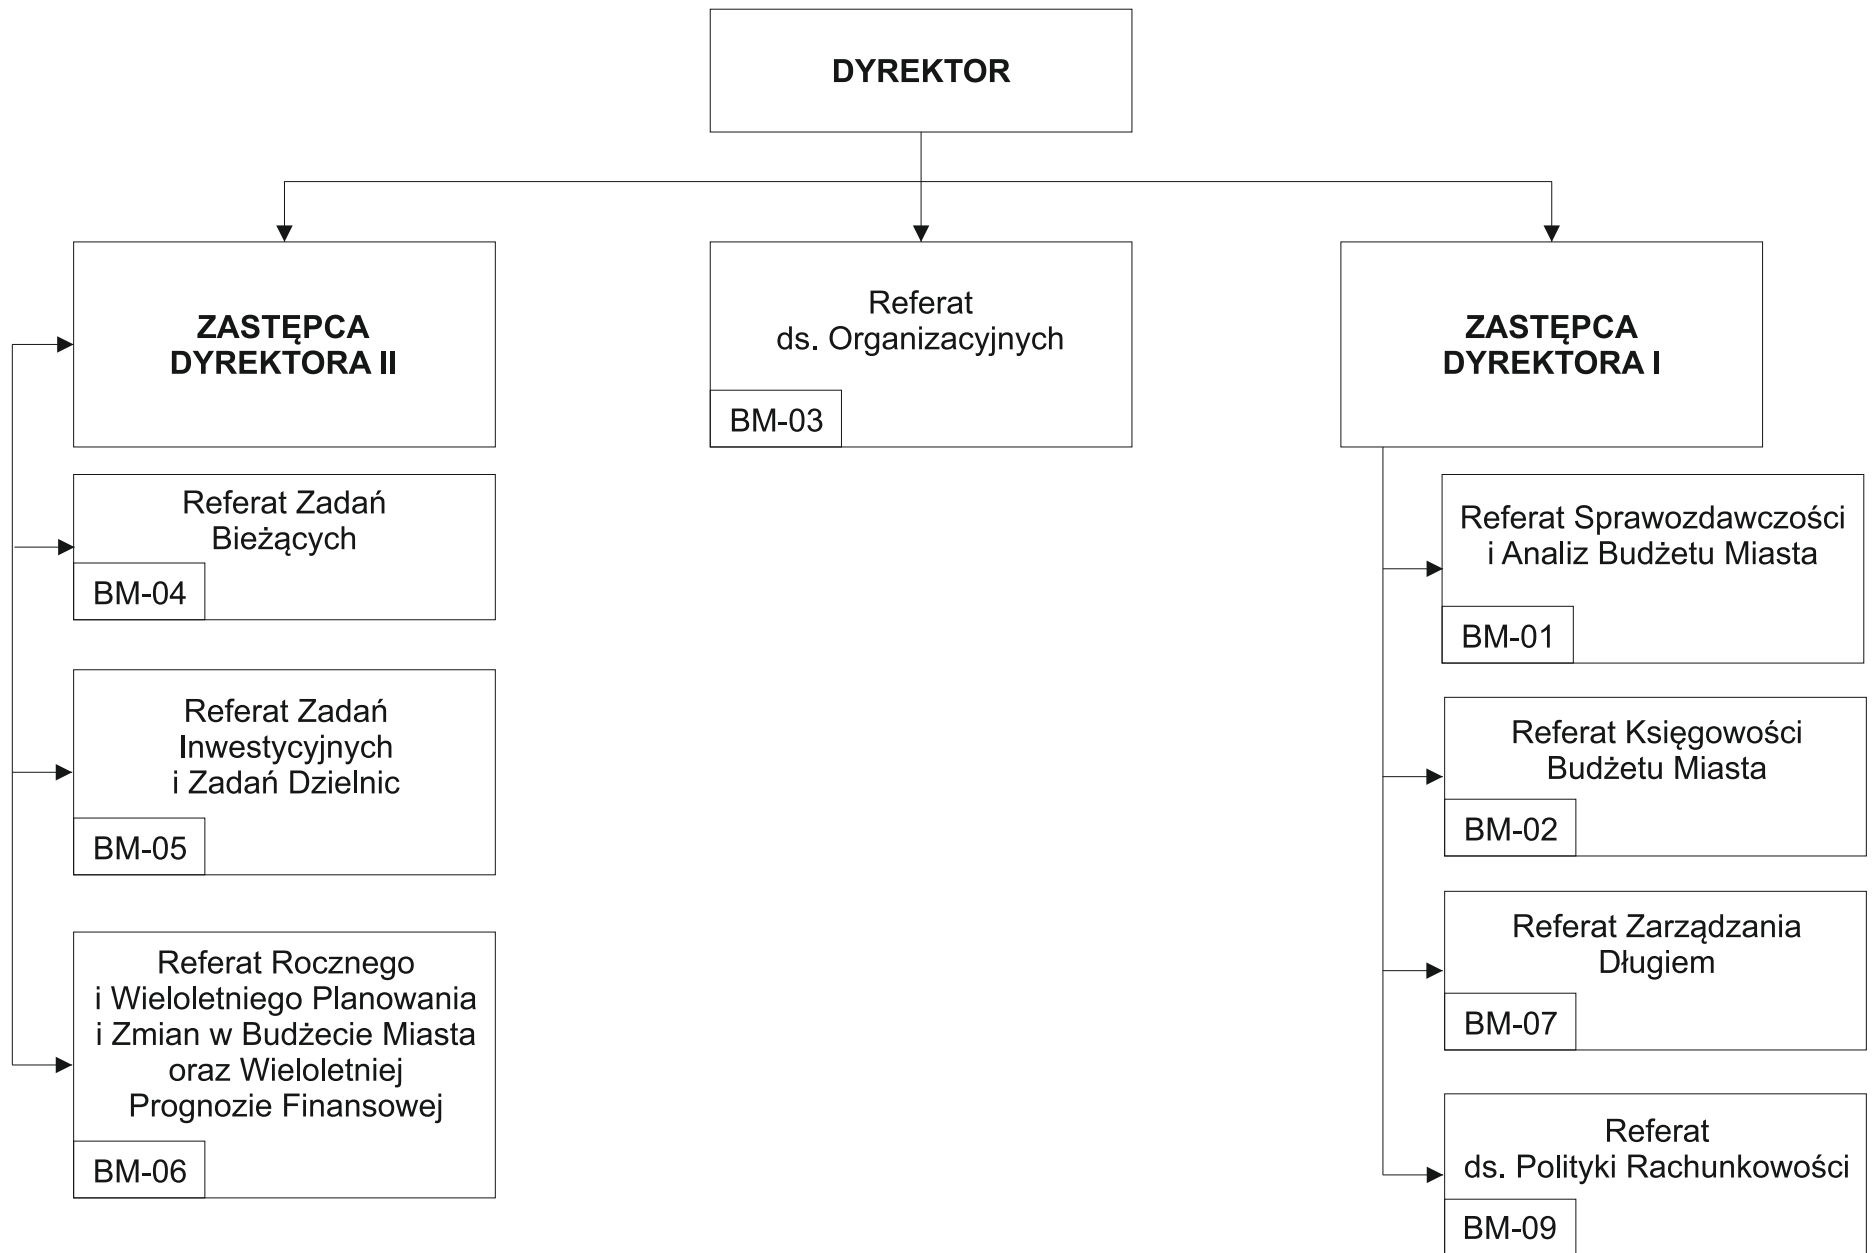 DYREKTOR
ZASTĘPCA
DYREKTORA II
Referat
ds. Organizacyjnych
BM-03
ZASTĘPCA
DYREKTORA I
Referat Zadań
Bieżących
BM-04
Referat Zadań
Inwestycyjnych
i Zadań Dzielnic
BM-05
Referat Rocznego
i Wieloletniego Planowania
i Zmian w Budżecie Miasta
oraz Wieloletniej
Prognozie Finansowej
BM-06
Referat Sprawozdawczości
i Analiz Budżetu Miasta
BM-01
Referat Księgowości
Budżetu Miasta
BM-02
Referat Zarządzania
Długiem
BM-07
Referat
ds. Polityki Rachunkowości
BM-09